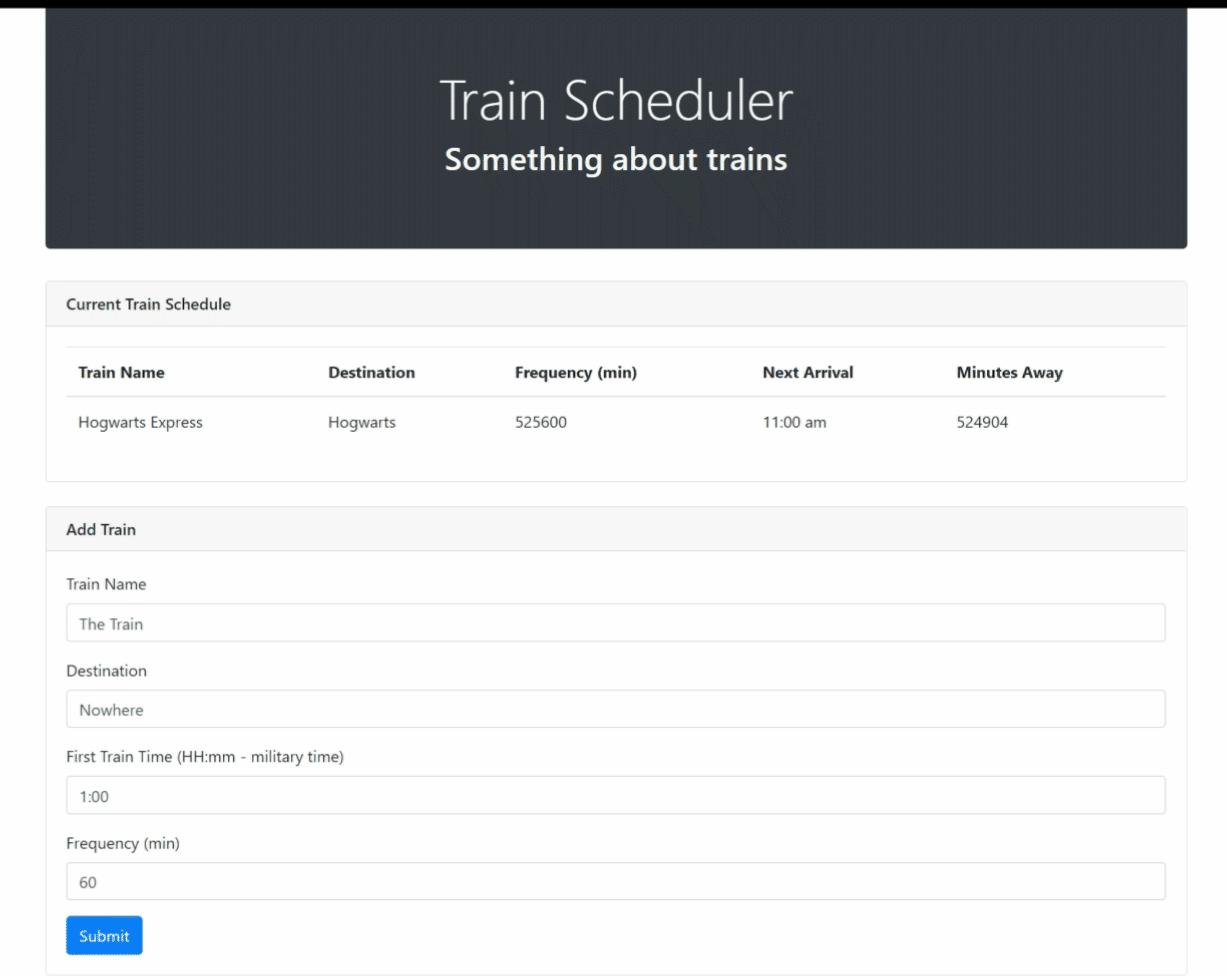 Train Scheduler
Something about trains
Current Train Schedule
Train Name Destination Frequency (min) Next Arrival Minutes Away
Hogwarts Express Hogwarts 525600 11:00 am 524904
Add Train
Train Name
The Train
Destination
Nowhere
First Train Time (HH:mm - military time)
1:00
Frequency (min)
60
Submit